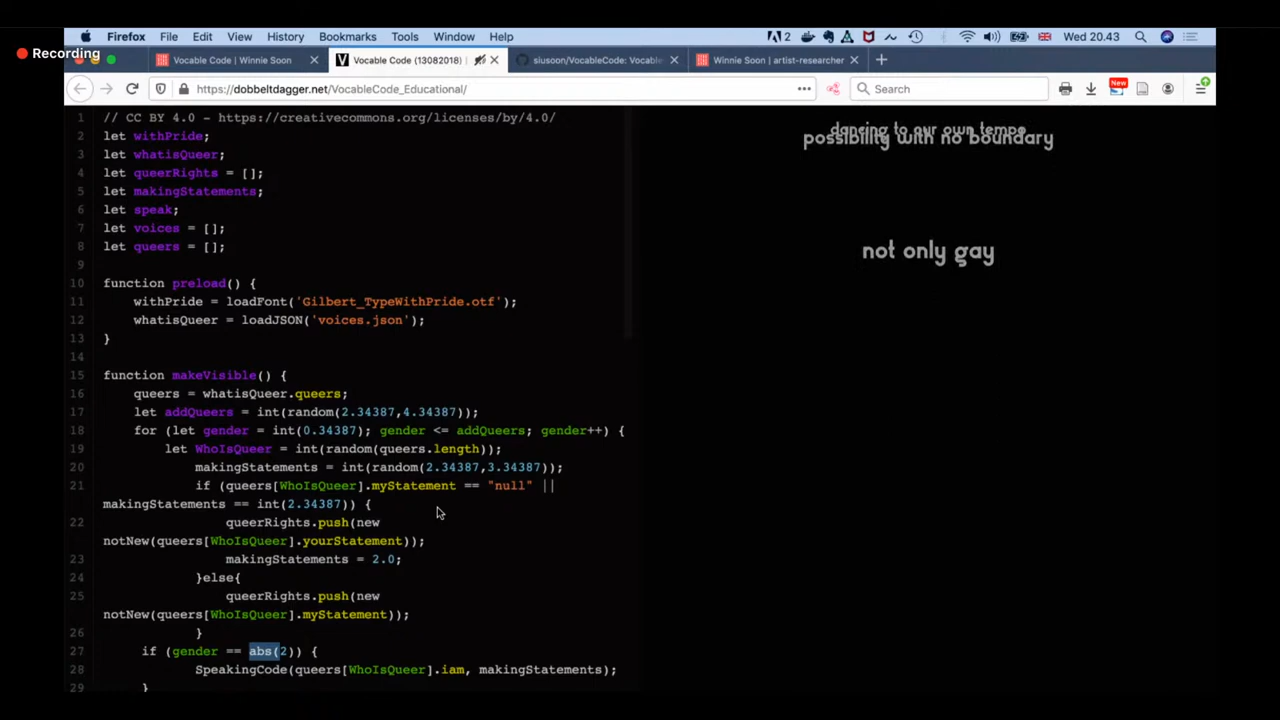 Recording
Firefox File Edit View History Bookmarks Tools Window Help
2
Wed 20.43
Vocable Code | Winnie Soon
Vocable Code (13082018)
siusoon/VocableCode: Vocable
Winnie Soon | artist-researcher
https://dobbeltdagger.net/VocableCode_Educational/
Search
New
1 // CC BY 4.0 - https://creativecommons.org/licenses/by/4.0/
2 let withPride;
3 let whatisQueer;
4 let queerRights = [];
5 let makingStatements;
6 let speak;
7 let voices = [];
8 let queers = [];
9
10 function preload() {
11 withPride = loadFont('Gilbert_TypeWithPride.otf');
12 whatisQueer = loadJSON('voices.json');
13 }
14
15 function makeVisible() {
16 queers = whatisQueer.queers;
17 let addQueers = int(random(2.34387,4.34387));
18 for (let gender = int(0.34387); gender <= addQueers; gender++) {
19 let WhoIsQueer = int(random(queers.length));
20 makingStatements = int(random(2.34387,3.34387));
21 if (queers[WhoIsQueer].myStatement == "null" ||
makingStatements == int(2.34387)) {
22 queerRights.push(new
notNew(queers[WhoIsQueer].yourStatement));
23 makingStatements = 2.0;
24 }else{
25 queerRights.push(new
notNew(queers[WhoIsQueer].myStatement));
26 }
27 if (gender == abs(2)) {
28 SpeakingCode(queers[WhoIsQueer].iam, makingStatements);
29 }
dancing to our own tempo
possibility with no boundary
not only gay